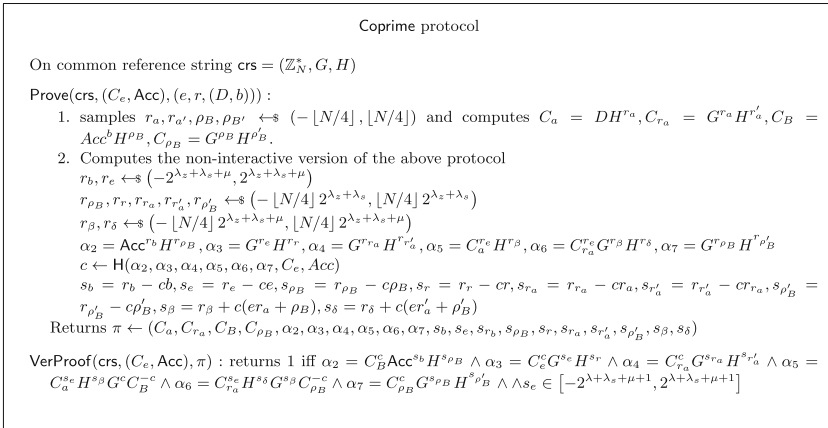 Coprime protocol
On common reference string crs = (ℤ*_N, G, H)
Prove(crs, (C_e, Acc), (e, r, (D, b))) :
1. samples r_a, r_{a'}, ρ_B, ρ_{B'} ←$ (− ⌊N/4⌋ , ⌊N/4⌋) and computes C_a = DH^{r_a}, C_{r_a} = G^{r_a}H^{r'_a}, C_B =
Acc^b H^{ρ_B}, C_{ρ_B} = G^{ρ_B}H^{ρ'_B}.
2. Computes the non-interactive version of the above protocol
r_b, r_e ←$ (−2^{λ_z+λ_s+μ}, 2^{λ_z+λ_s+μ})
r_{ρ_B}, r_r, r_{r_a}, r_{r'_a}, r_{ρ'_B} ←$ (− ⌊N/4⌋ 2^{λ_z+λ_s}, ⌊N/4⌋ 2^{λ_z+λ_s})
r_β, r_δ ←$ (− ⌊N/4⌋ 2^{λ_z+λ_s+μ}, ⌊N/4⌋ 2^{λ_z+λ_s+μ})
α_2 = Acc^{r_b}H^{r_{ρ_B}}, α_3 = G^{r_e}H^{r_r}, α_4 = G^{r_{r_a}}H^{r_{r'_a}}, α_5 = C_a^{r_e}H^{r_β}, α_6 = C_{r_a}^{r_e}G^{r_β}H^{r_δ}, α_7 = G^{r_{ρ_B}}H^{r_{ρ'_B}}
c ← H(α_2, α_3, α_4, α_5, α_6, α_7, C_e, Acc)
s_b = r_b − cb, s_e = r_e − ce, s_{ρ_B} = r_{ρ_B} − cρ_B, s_r = r_r − cr, s_{r_a} = r_{r_a} − cr_a, s_{r'_a} = r_{r'_a} − cr_{r_a}, s_{ρ'_B} =
r_{ρ'_B} − cρ'_B, s_β = r_β + c(er_a + ρ_B), s_δ = r_δ + c(er'_a + ρ'_B)
Returns π ← (C_a, C_{r_a}, C_B, C_{ρ_B}, α_2, α_3, α_4, α_5, α_6, α_7, s_b, s_e, s_{r_b}, s_{ρ_B}, s_r, s_{r_a}, s_{r'_a}, s_{ρ'_B}, s_β, s_δ)
VerProof(crs, (C_e, Acc), π) : returns 1 iff α_2 = C_B^c Acc^{s_b}H^{s_{ρ_B}} ∧ α_3 = C_e^c G^{s_e}H^{s_r} ∧ α_4 = C_{r_a}^c G^{s_{r_a}}H^{s_{r'_a}} ∧ α_5 =
C_a^{s_e}H^{s_β}G^c C_B^{−c} ∧ α_6 = C_{r_a}^{s_e}H^{s_δ}G^{s_β}C_{ρ_B}^{−c} ∧ α_7 = C_{ρ_B}^c G^{s_{ρ_B}}H^{s_{ρ'_B}} ∧ ∧s_e ∈ [−2^{λ+λ_s+μ+1}, 2^{λ+λ_s+μ+1}]